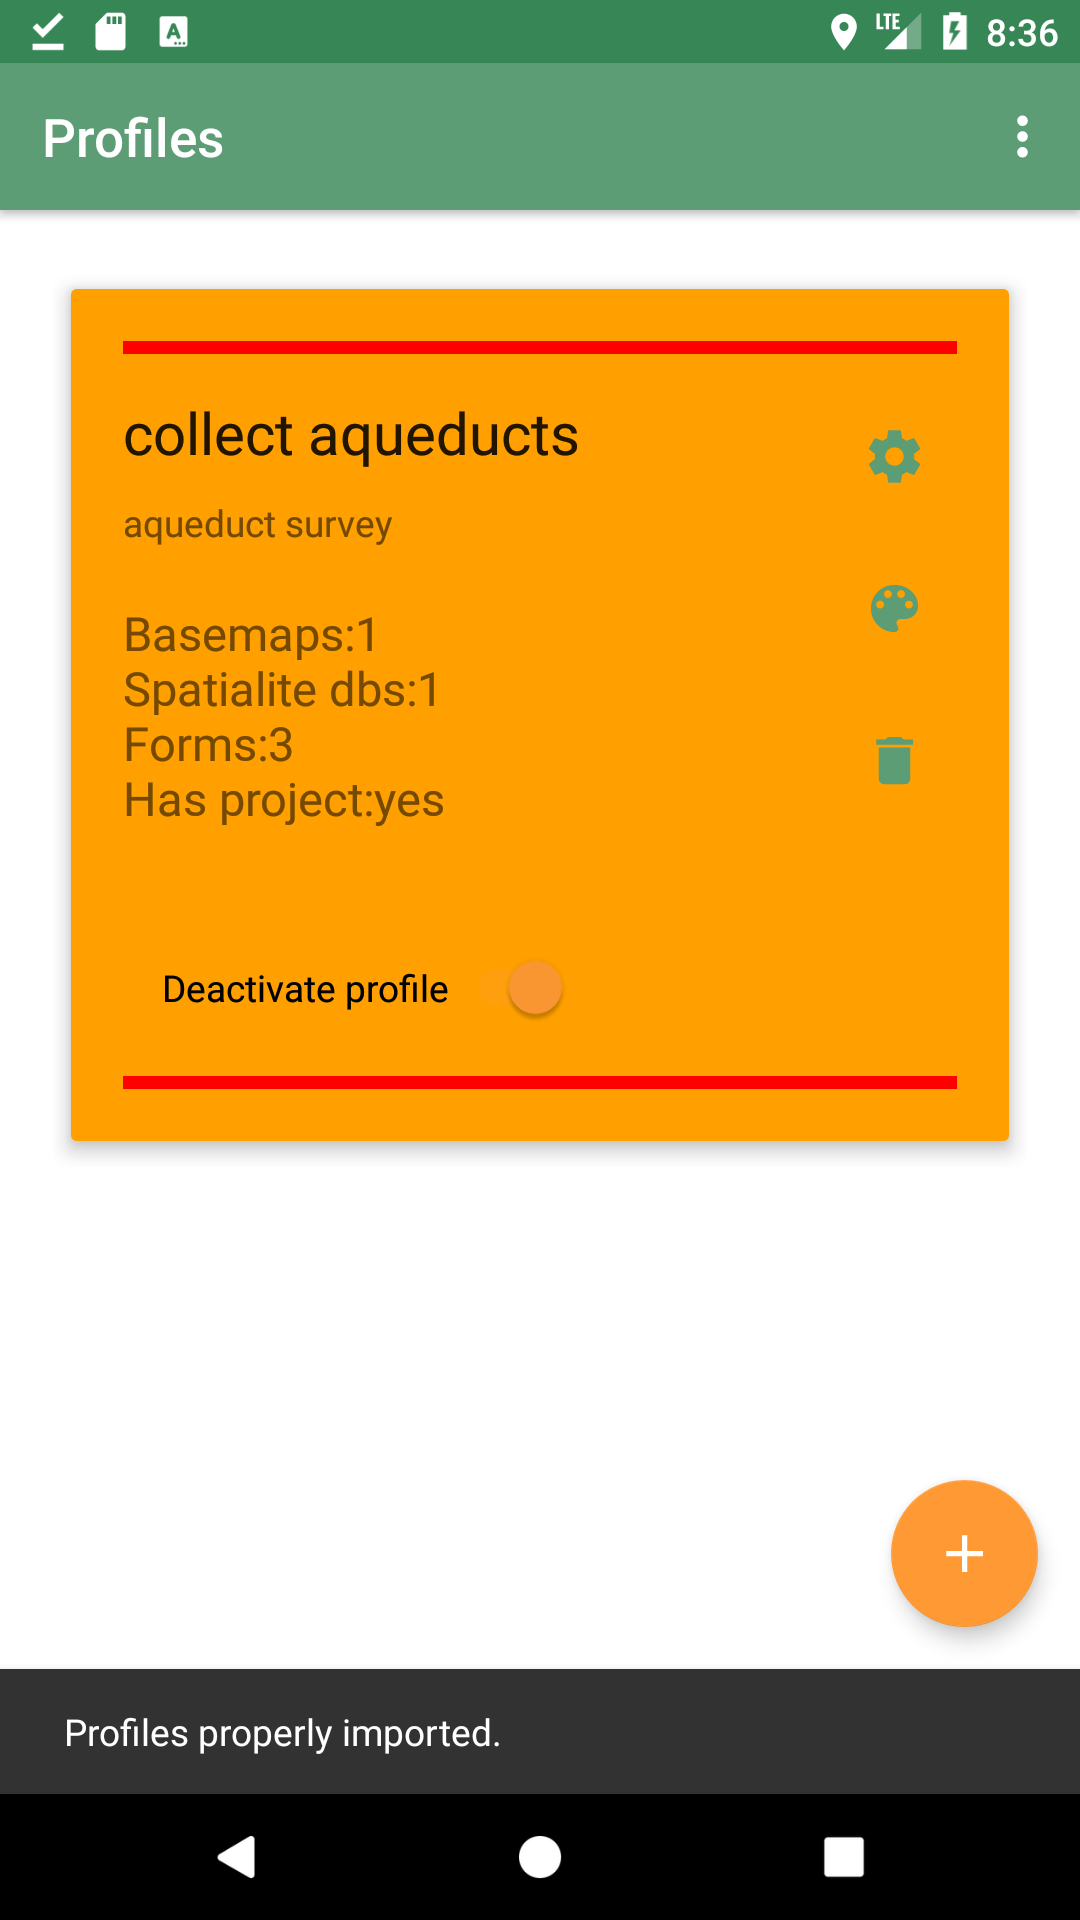 LTE 8:36
Profiles
collect aqueducts
aqueduct survey
Basemaps:1
Spatialite dbs:1
Forms:3
Has project:yes
Deactivate profile
Profiles properly imported.